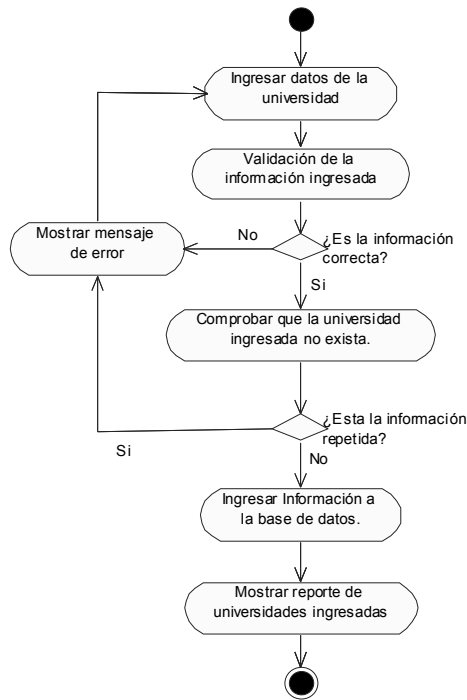 Ingresar datos de la
universidad
Validación de la
información ingresada
Mostrar mensaje
de error
No
¿Es la información
correcta?
Si
Comprobar que la universidad
ingresada no exista.
¿Esta la información
repetida?
Si
No
Ingresar Información a
la base de datos.
Mostrar reporte de
universidades ingresadas